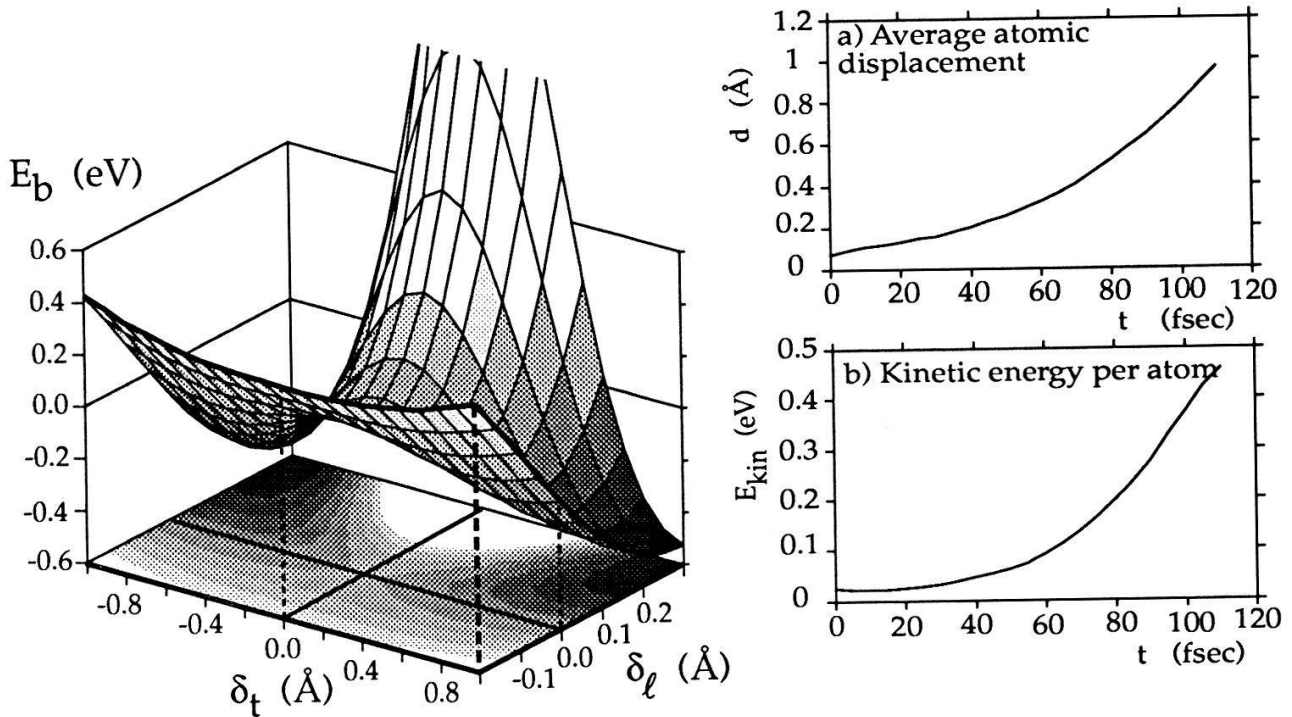 E_b (eV)
0.6
0.4
0.2
0.0
-0.2
-0.4
-0.6
-0.8
-0.4
0.0
0.4
0.8
δ_t (Å)
-0.1
0.0
0.1
0.2
δ_ℓ (Å)
a) Average atomic
displacement
d (Å)
1.2
1
0.8
0.6
0.4
0.2
0
0 20 40 60 80 100 120
t (fsec)
b) Kinetic energy per atom
E_kin (eV)
0.5
0.4
0.3
0.2
0.1
0
0 20 40 60 80 100 120
t (fsec)